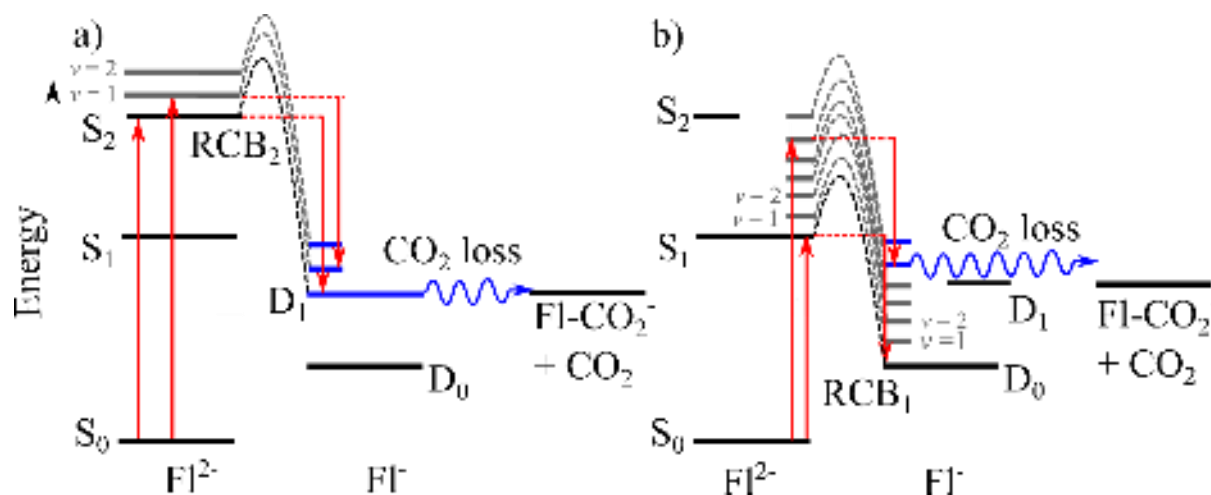 a)
v=2
v=1
S₂
RCB₂
S₁
Energy
CO₂ loss
D₁
Fl-CO₂⁻
+ CO₂
D₀
S₀
Fl²⁻
Fl⁻
b)
S₂
v=2
v=1
S₁
CO₂ loss
D₁
Fl-CO₂
+ CO₂
v=2
v=1
D₀
RCB₁
S₀
Fl²⁻
Fl⁻